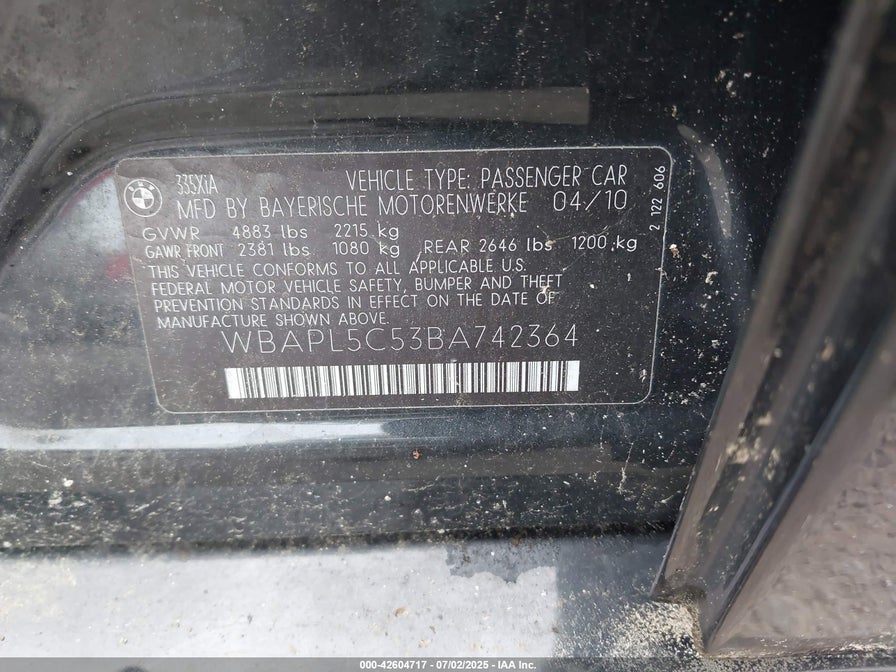 BMW
335XiA
VEHICLE TYPE: PASSENGER CAR
MFD BY BAYERISCHE MOTORENWERKE 04/10
GVWR 4883 lbs 2215 kg
GAWR FRONT 2381 lbs 1080 kg REAR 2646 lbs 1200 kg
THIS VEHICLE CONFORMS TO ALL APPLICABLE U.S.
FEDERAL MOTOR VEHICLE SAFETY, BUMPER AND THEFT
PREVENTION STANDARDS IN EFFECT ON THE DATE OF
MANUFACTURE SHOWN ABOVE.
WBAPL5C53BA742364
2 122 606
000-42604717 - 07/02/2025 - IAA Inc.